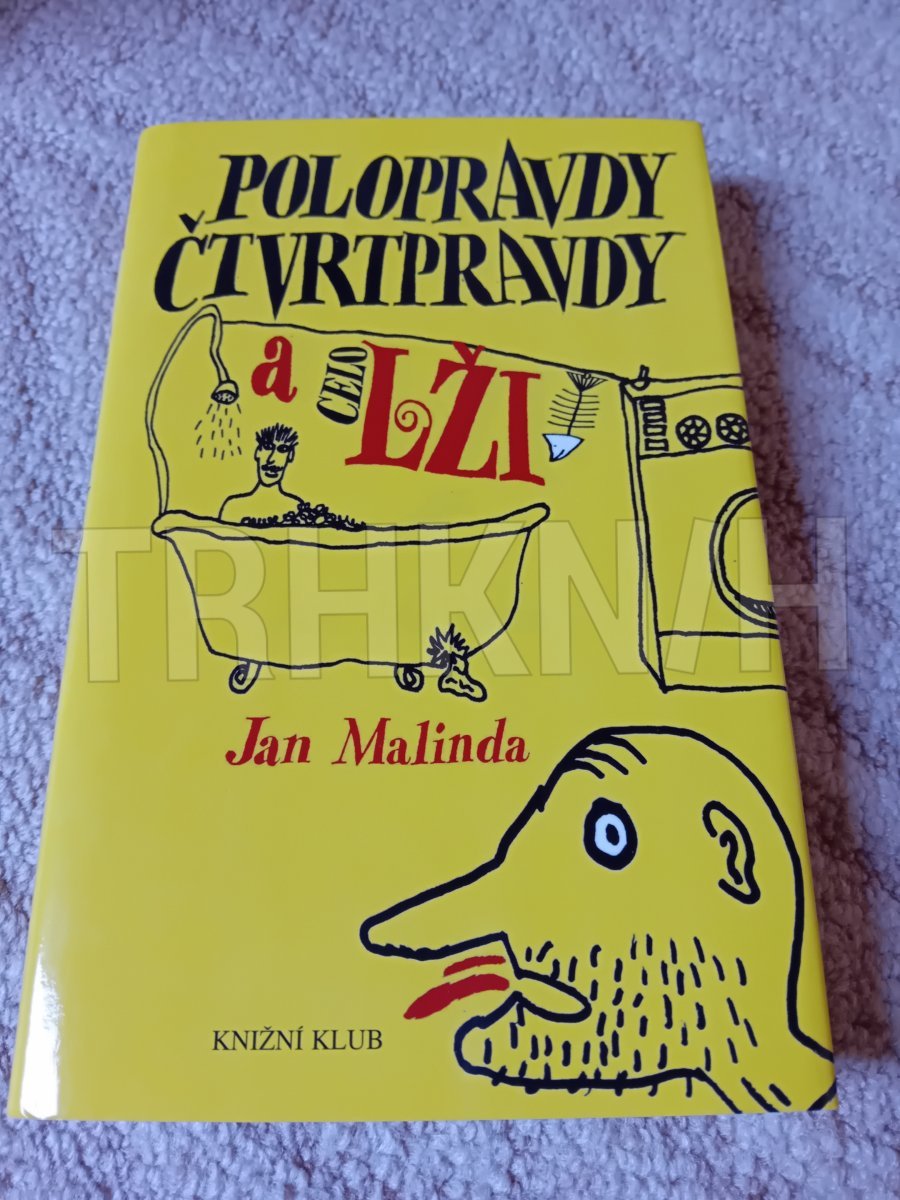 POLOPRAVDY
ČTVRTPRAVDY
a CELO LŽI
TRHKNIH
Jan Malinda
KNIŽNÍ KLUB